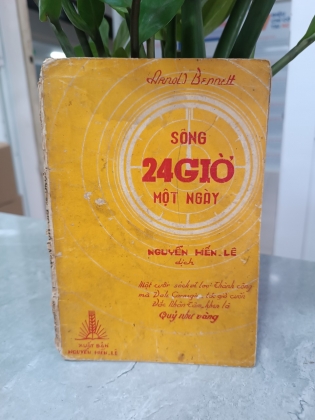 Arnold Bennett
SỐNG
24 GIỜ
MỘT NGÀY
NGUYỄN HIẾN-LÊ
dịch
Một cuốn sách về lối thành công
mà Dale Carnegie, tác giả cuốn
Đắc Nhân Tâm, khen là
Quý như vàng
XUẤT BẢN
NGUYỄN HIẾN-LÊ